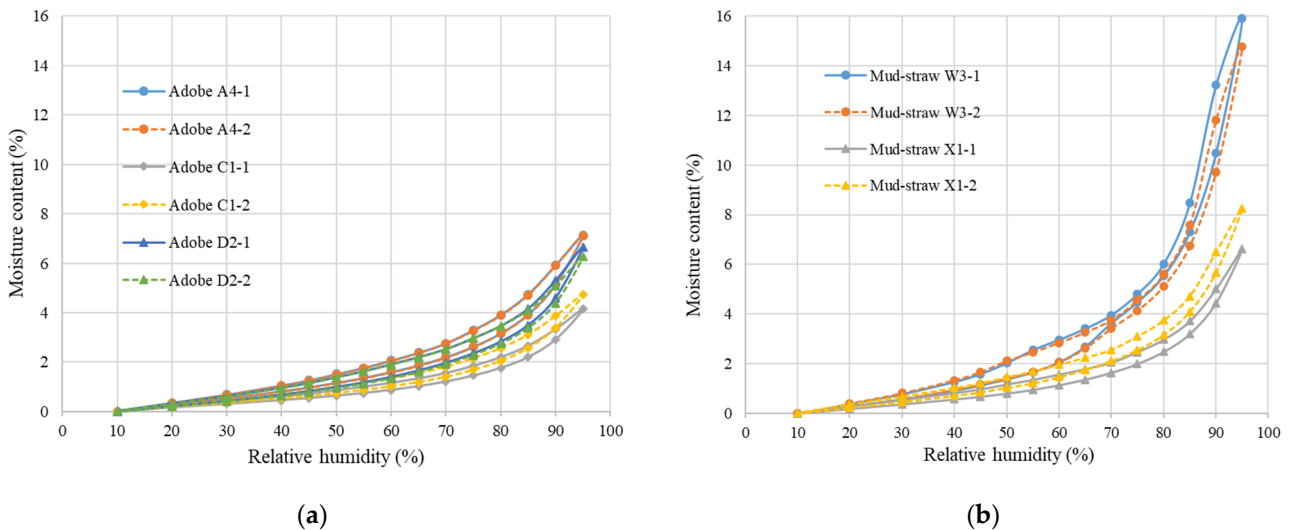 16
14
12
10
8
6
4
2
0
0 10 20 30 40 50 60 70 80 90 100
Moisture content (%)
Relative humidity (%)
Adobe A4-1
Adobe A4-2
Adobe C1-1
Adobe C1-2
Adobe D2-1
Adobe D2-2
(a)
16
14
12
10
8
6
4
2
0
0 10 20 30 40 50 60 70 80 90 100
Moisture content (%)
Relative humidity (%)
Mud-straw W3-1
Mud-straw W3-2
Mud-straw X1-1
Mud-straw X1-2
(b)